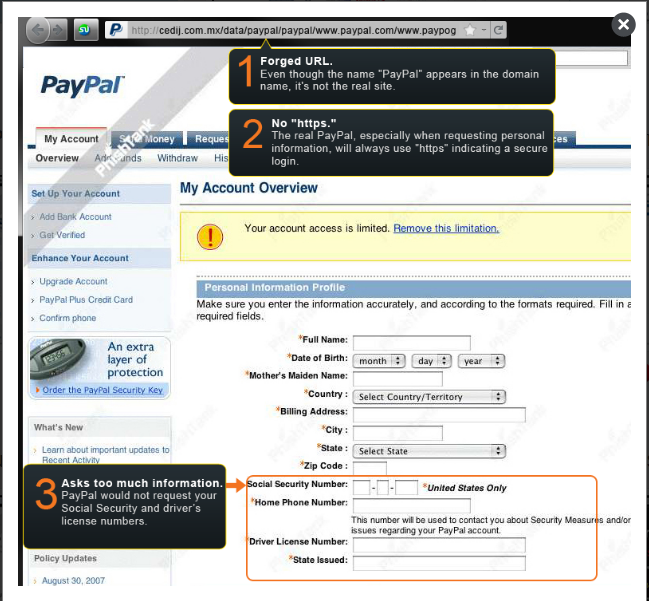 http://cedij.com.mx/data/paypal/paypal/www.paypal.com/www.paypog
1 Forged URL.
Even though the name "PayPal" appears in the domain
name, it's not the real site.
PayPal
PhishTank
2 No "https."
The real PayPal, especially when requesting personal
information, will always use "https" indicating a secure
login.
My Account Send Money Reques
Overview Add Funds Withdraw His
My Account Overview
Set Up Your Account
› Add Bank Account
› Get Verified
Enhance Your Account
› Upgrade Account
› PayPal Plus Credit Card
› Confirm phone
An extra
layer of
protection
› Order the PayPal Security Key
What's New
› Learn about important updates to
Recent Activity
Your account access is limited. Remove this limitation.
Personal Information Profile
Make sure you enter the information accurately, and according to the formats required. Fill in a
required fields.
*Full Name:
*Date of Birth: month day year
*Mother's Maiden Name:
*Country : Select Country/Territory
*Billing Address:
*City :
*State : Select State
*Zip Code :
3 Asks too much information.
PayPal would not request your
Social Security and driver's
license numbers.
Social Security Number: - - *United States Only
*Home Phone Number:
This number will be used to contact you about Security Measures and/or
issues regarding your PayPal account.
*Driver License Number:
*State Issued:
Policy Updates
› August 30, 2007